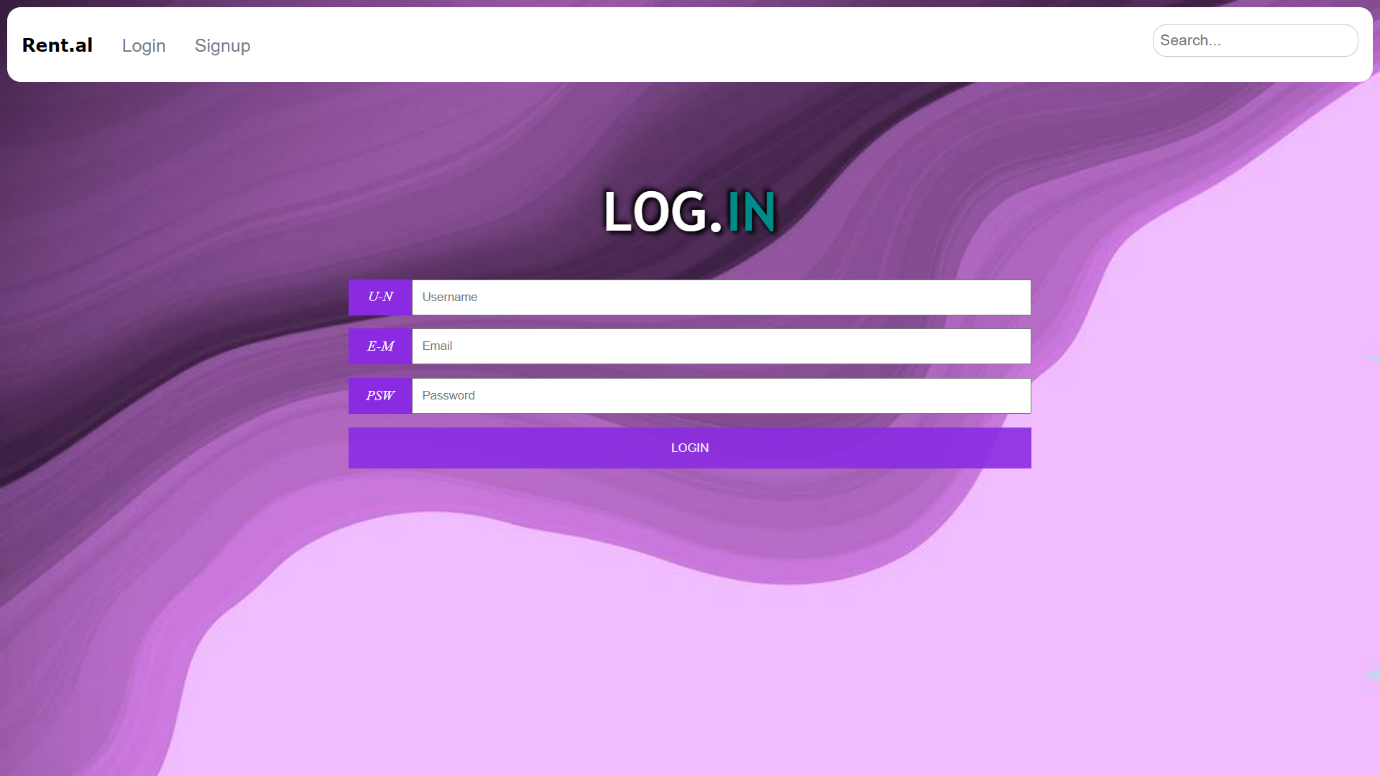 Rent.al Login Signup Search...
LOG.IN
U-N Username
E-M Email
PSW Password
LOGIN